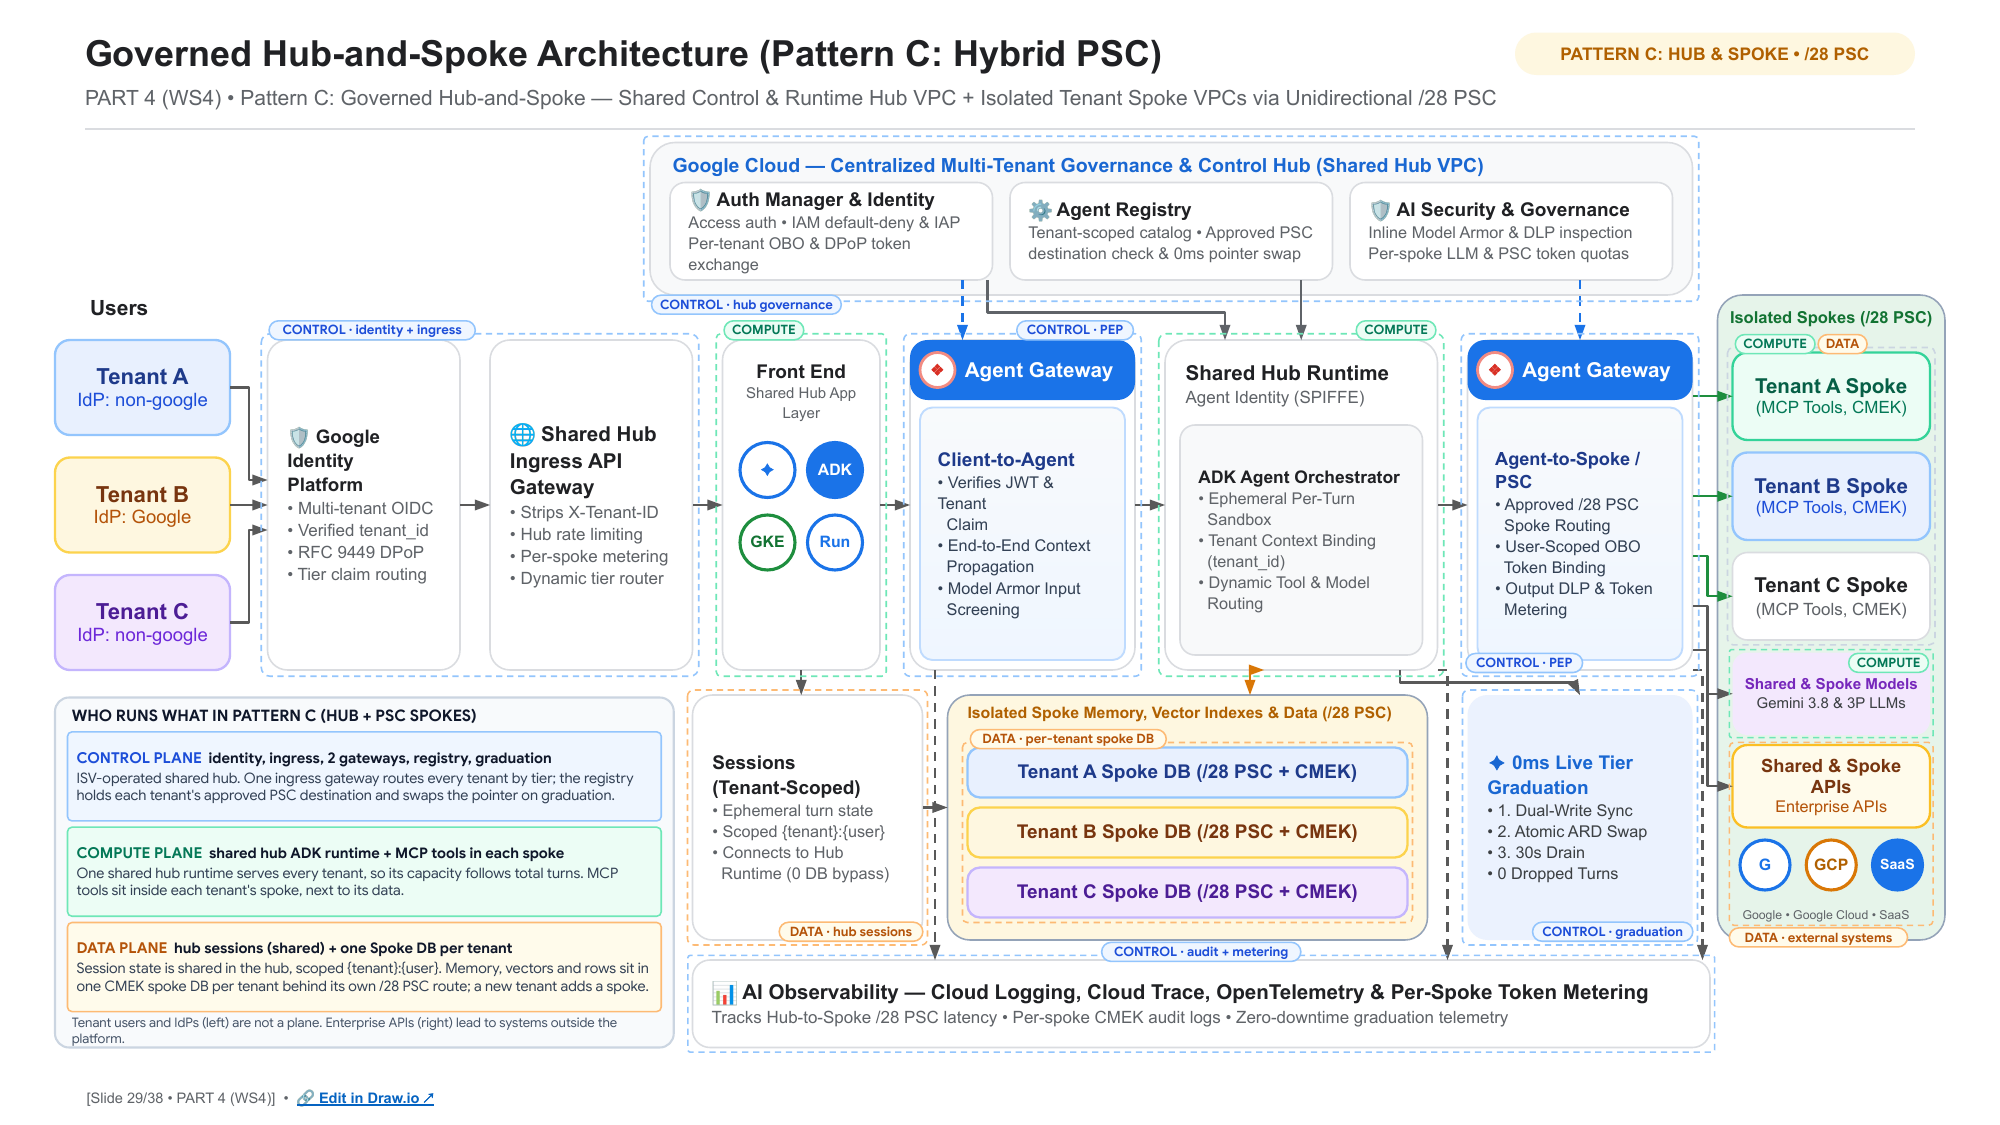 Governed Hub-and-Spoke Architecture (Pattern C: Hybrid PSC)
PATTERN C: HUB & SPOKE • /28 PSC
PART 4 (WS4) • Pattern C: Governed Hub-and-Spoke — Shared Control & Runtime Hub VPC + Isolated Tenant Spoke VPCs via Unidirectional /28 PSC
Google Cloud — Centralized Multi-Tenant Governance & Control Hub (Shared Hub VPC)
Auth Manager & Identity
Access auth • IAM default-deny & IAP
Per-tenant OBO & DPoP token
exchange
Agent Registry
Tenant-scoped catalog • Approved PSC
destination check & 0ms pointer swap
AI Security & Governance
Inline Model Armor & DLP inspection
Per-spoke LLM & PSC token quotas
CONTROL · hub governance
Users
Tenant A
IdP: non-google
Tenant B
IdP: Google
Tenant C
IdP: non-google
CONTROL · identity + ingress
Google
Identity
Platform
• Multi-tenant OIDC
• Verified tenant_id
• RFC 9449 DPoP
• Tier claim routing
Shared Hub
Ingress API
Gateway
• Strips X-Tenant-ID
• Hub rate limiting
• Per-spoke metering
• Dynamic tier router
COMPUTE
Front End
Shared Hub App
Layer
ADK
GKE
Run
CONTROL · PEP
Agent Gateway
Client-to-Agent
• Verifies JWT &
Tenant
Claim
• End-to-End Context
Propagation
• Model Armor Input
Screening
COMPUTE
Shared Hub Runtime
Agent Identity (SPIFFE)
ADK Agent Orchestrator
• Ephemeral Per-Turn
Sandbox
• Tenant Context Binding
(tenant_id)
• Dynamic Tool & Model
Routing
Agent Gateway
Agent-to-Spoke /
PSC
• Approved /28 PSC
Spoke Routing
• User-Scoped OBO
Token Binding
• Output DLP & Token
Metering
CONTROL · PEP
Isolated Spokes (/28 PSC)
COMPUTE
DATA
Tenant A Spoke
(MCP Tools, CMEK)
Tenant B Spoke
(MCP Tools, CMEK)
Tenant C Spoke
(MCP Tools, CMEK)
COMPUTE
Shared & Spoke Models
Gemini 3.8 & 3P LLMs
Shared & Spoke
APIs
Enterprise APIs
G
GCP
SaaS
Google • Google Cloud • SaaS
DATA · external systems
WHO RUNS WHAT IN PATTERN C (HUB + PSC SPOKES)
CONTROL PLANE identity, ingress, 2 gateways, registry, graduation
ISV-operated shared hub. One ingress gateway routes every tenant by tier; the registry
holds each tenant's approved PSC destination and swaps the pointer on graduation.
COMPUTE PLANE shared hub ADK runtime + MCP tools in each spoke
One shared hub runtime serves every tenant, so its capacity follows total turns. MCP
tools sit inside each tenant's spoke, next to its data.
DATA PLANE hub sessions (shared) + one Spoke DB per tenant
Session state is shared in the hub, scoped {tenant}:{user}. Memory, vectors and rows sit in
one CMEK spoke DB per tenant behind its own /28 PSC route; a new tenant adds a spoke.
Tenant users and IdPs (left) are not a plane. Enterprise APIs (right) lead to systems outside the
platform.
Sessions
(Tenant-Scoped)
• Ephemeral turn state
• Scoped {tenant}:{user}
• Connects to Hub
Runtime (0 DB bypass)
DATA · hub sessions
Isolated Spoke Memory, Vector Indexes & Data (/28 PSC)
DATA · per-tenant spoke DB
Tenant A Spoke DB (/28 PSC + CMEK)
Tenant B Spoke DB (/28 PSC + CMEK)
Tenant C Spoke DB (/28 PSC + CMEK)
0ms Live Tier
Graduation
• 1. Dual-Write Sync
• 2. Atomic ARD Swap
• 3. 30s Drain
• 0 Dropped Turns
CONTROL · graduation
CONTROL · audit + metering
AI Observability — Cloud Logging, Cloud Trace, OpenTelemetry & Per-Spoke Token Metering
Tracks Hub-to-Spoke /28 PSC latency • Per-spoke CMEK audit logs • Zero-downtime graduation telemetry
[Slide 29/38 • PART 4 (WS4)] • Edit in Draw.io ↗